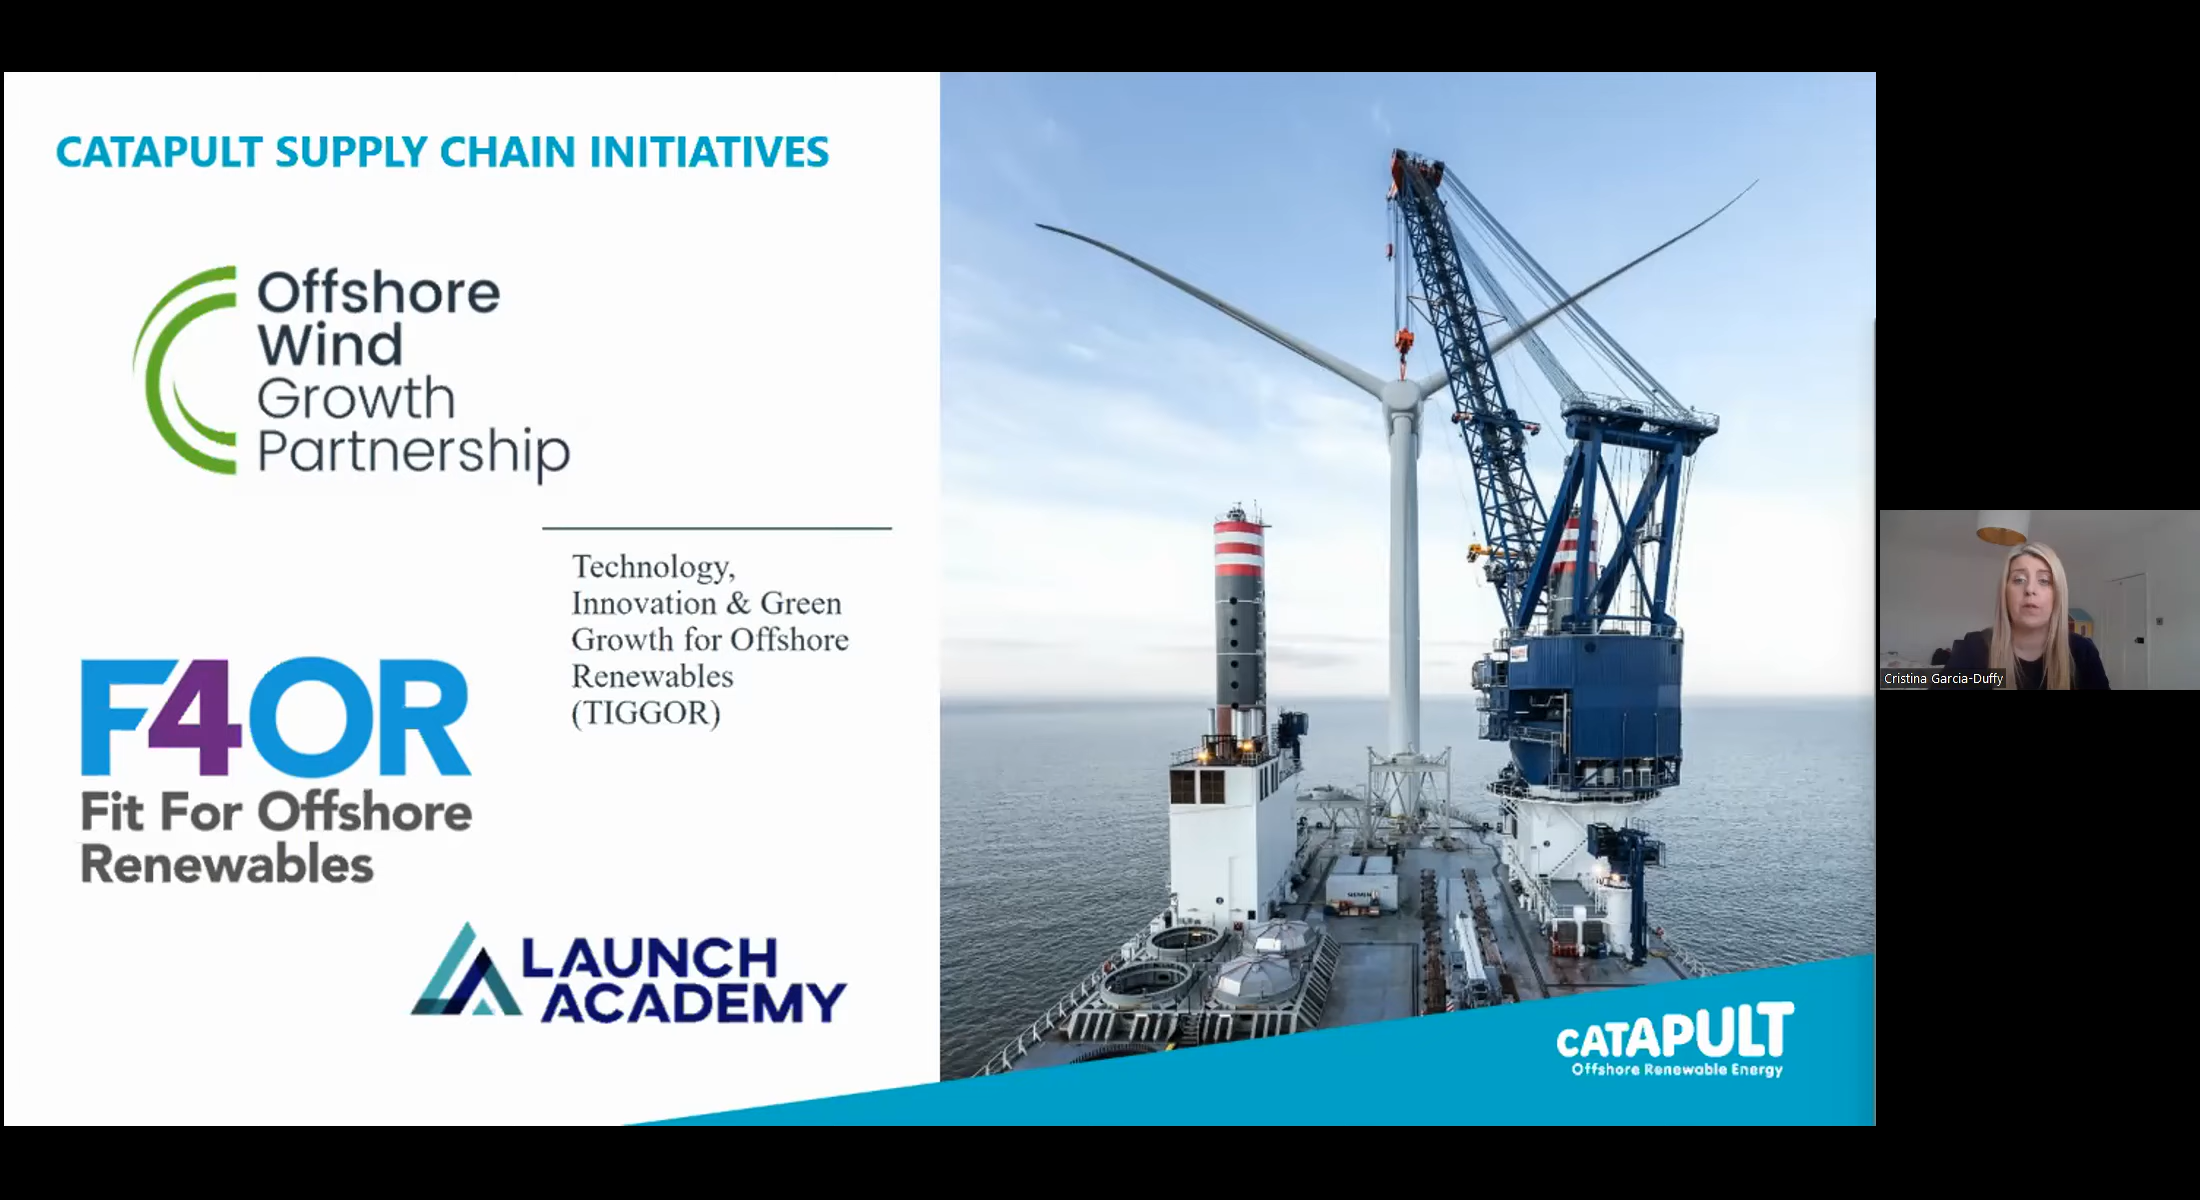 CATAPULT SUPPLY CHAIN INITIATIVES
Offshore
Wind
Growth
Partnership
Technology,
Innovation & Green
Growth for Offshore
Renewables
(TIGGOR)
F4OR
Fit For Offshore
Renewables
LAUNCH
ACADEMY
SIEMENS
CATAPULT
Offshore Renewable Energy
Cristina Garcia-Duffy